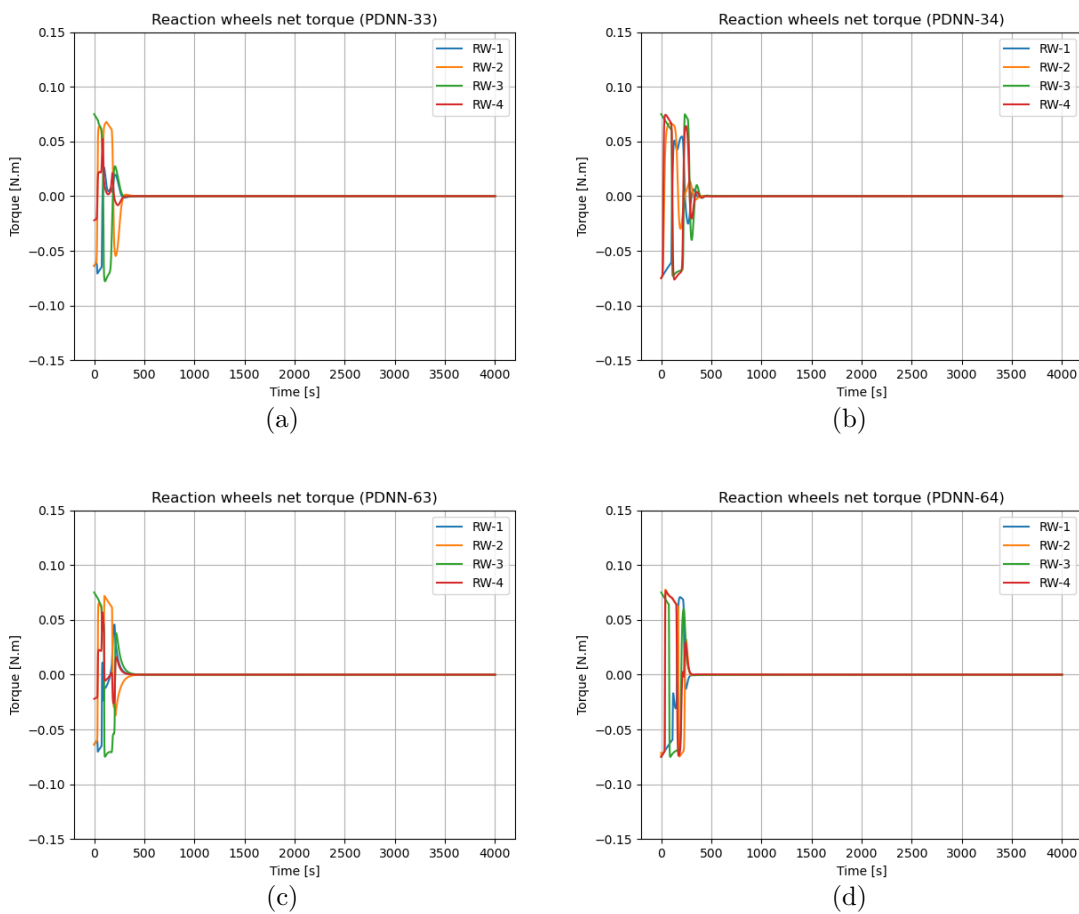 Reaction wheels net torque (PDNN-33)
0.15
0.10
0.05
0.00
−0.05
−0.10
−0.15
Torque [N.m]
RW-1
RW-2
RW-3
RW-4
0 500 1000 1500 2000 2500 3000 3500 4000
Time [s]
(a)
Reaction wheels net torque (PDNN-34)
0.15
0.10
0.05
0.00
−0.05
−0.10
−0.15
Torque [N.m]
RW-1
RW-2
RW-3
RW-4
0 500 1000 1500 2000 2500 3000 3500 4000
Time [s]
(b)
Reaction wheels net torque (PDNN-63)
0.15
0.10
0.05
0.00
−0.05
−0.10
−0.15
Torque [N.m]
RW-1
RW-2
RW-3
RW-4
0 500 1000 1500 2000 2500 3000 3500 4000
Time [s]
(c)
Reaction wheels net torque (PDNN-64)
0.15
0.10
0.05
0.00
−0.05
−0.10
−0.15
Torque [N.m]
RW-1
RW-2
RW-3
RW-4
0 500 1000 1500 2000 2500 3000 3500 4000
Time [s]
(d)